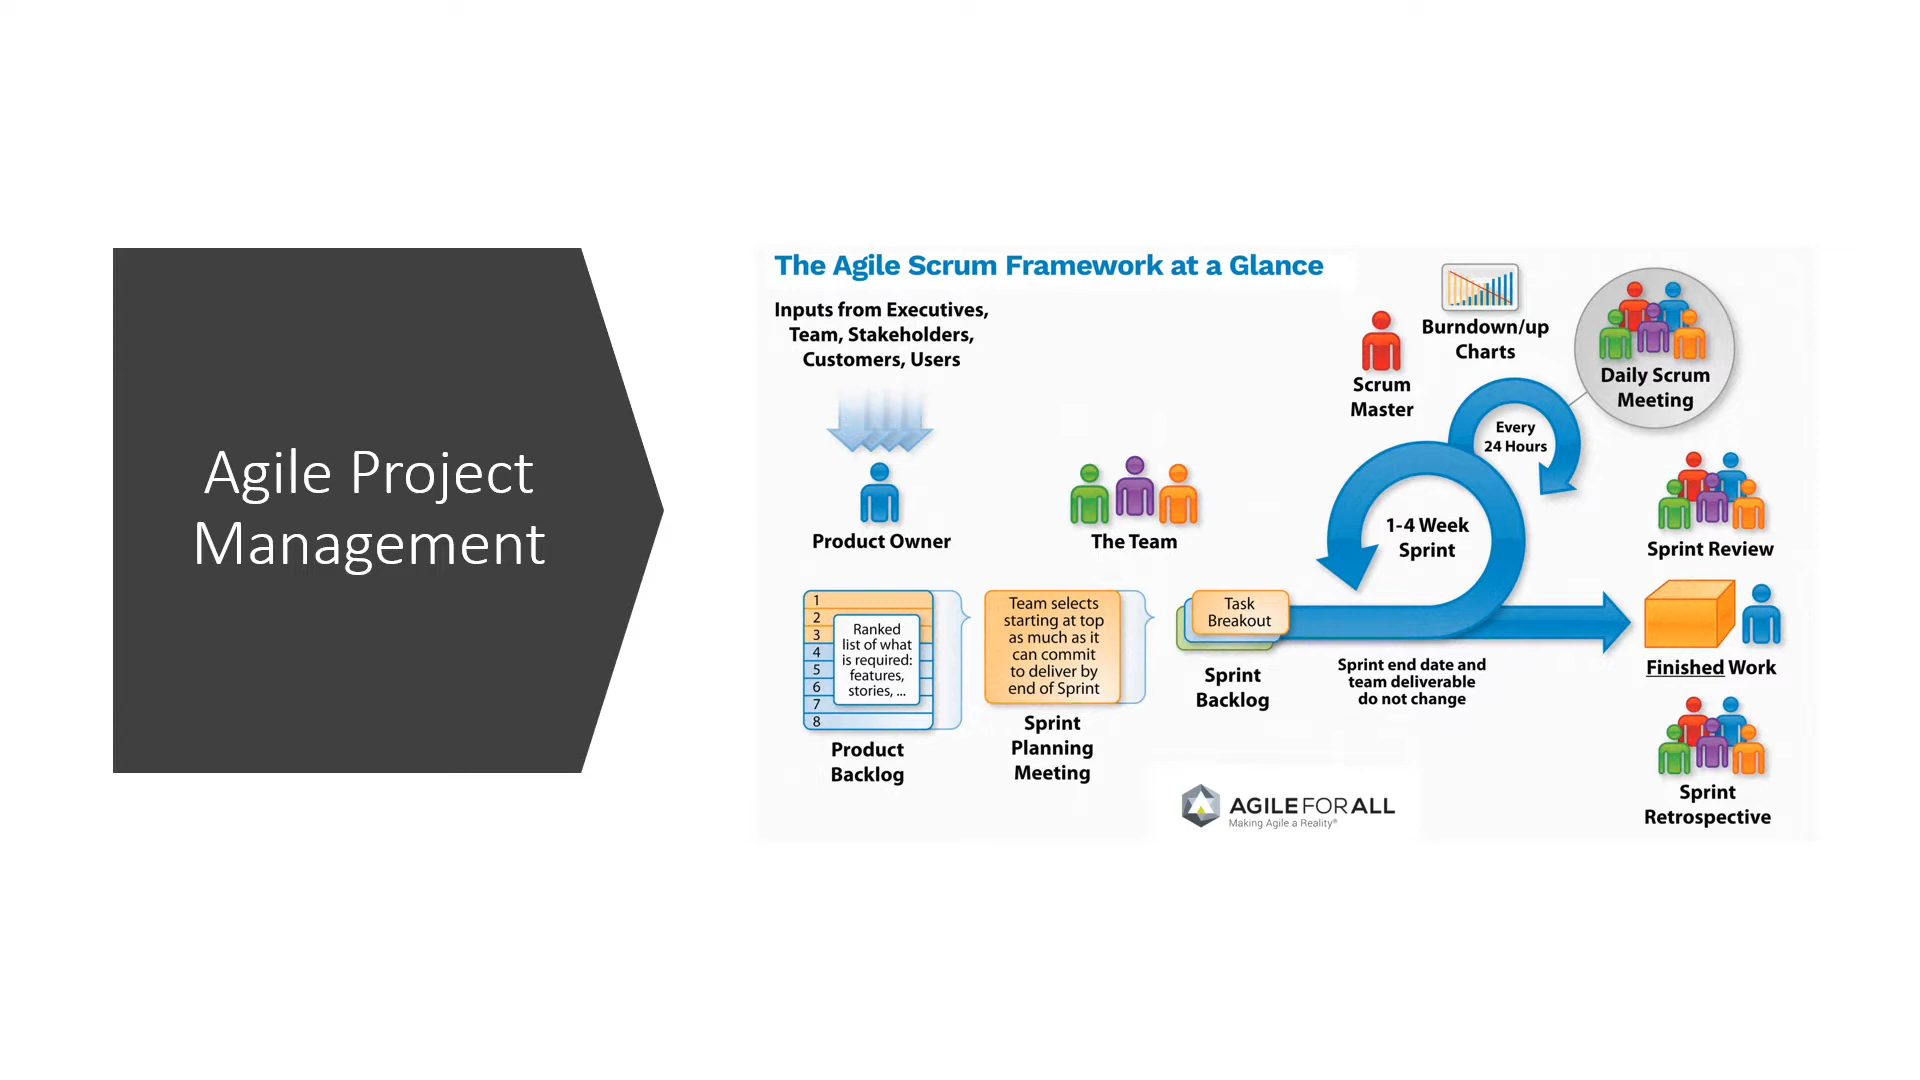 Agile Project
Management
The Agile Scrum Framework at a Glance
Inputs from Executives,
Team, Stakeholders,
Customers, Users
Product Owner
The Team
Scrum
Master
Burndown/up
Charts
Daily Scrum
Meeting
Every
24 Hours
1-4 Week
Sprint
Sprint Review
1
2
3
4
5
6
7
8
Ranked
list of what
is required:
features,
stories, ...
Product
Backlog
Team selects
starting at top
as much as it
can commit
to deliver by
end of Sprint
Sprint
Planning
Meeting
Task
Breakout
Sprint
Backlog
Sprint end date and
team deliverable
do not change
Finished Work
Sprint
Retrospective
AGILE FOR ALL
Making Agile a Reality®